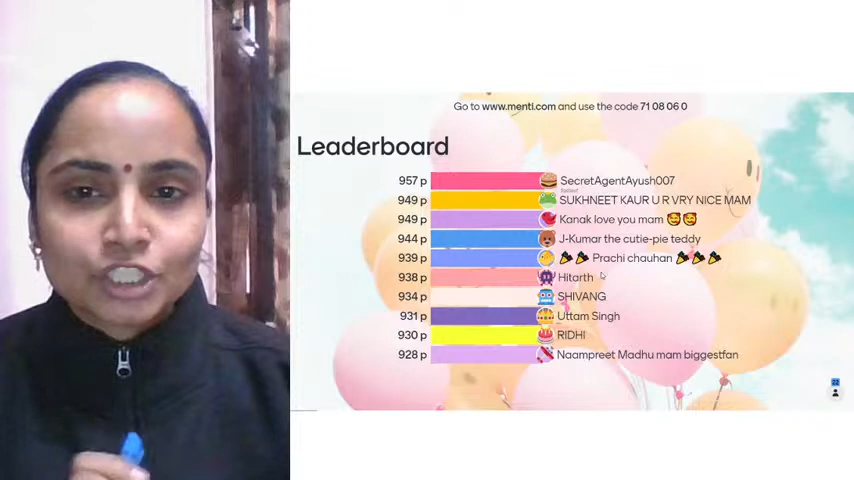 Go to www.menti.com and use the code 71 08 06 0
Leaderboard
957 p SecretAgentAyush007
949 p SUKHNEET KAUR U R VRY NICE MAM
949 p Kanak love you mam 🥰 🥰
944 p J-Kumar the cutie-pie teddy
939 p 🎉 🎉 Prachi chauhan 🎉 🎉 🎉
938 p Hitarth
934 p SHIVANG
931 p Uttam Singh
930 p RIDHI
928 p Naampreet Madhu mam biggestfan
22